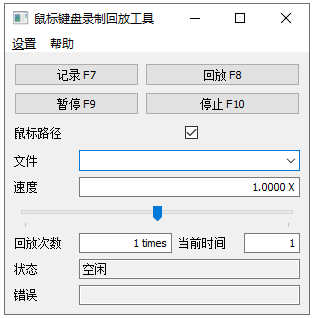 鼠标键盘录制回放工具
设置 帮助
记录 F7 回放 F8
暂停 F9 停止 F10
鼠标路径
文件
速度 1.0000 X
回放次数 1 times 当前时间 1
状态 空闲
错误